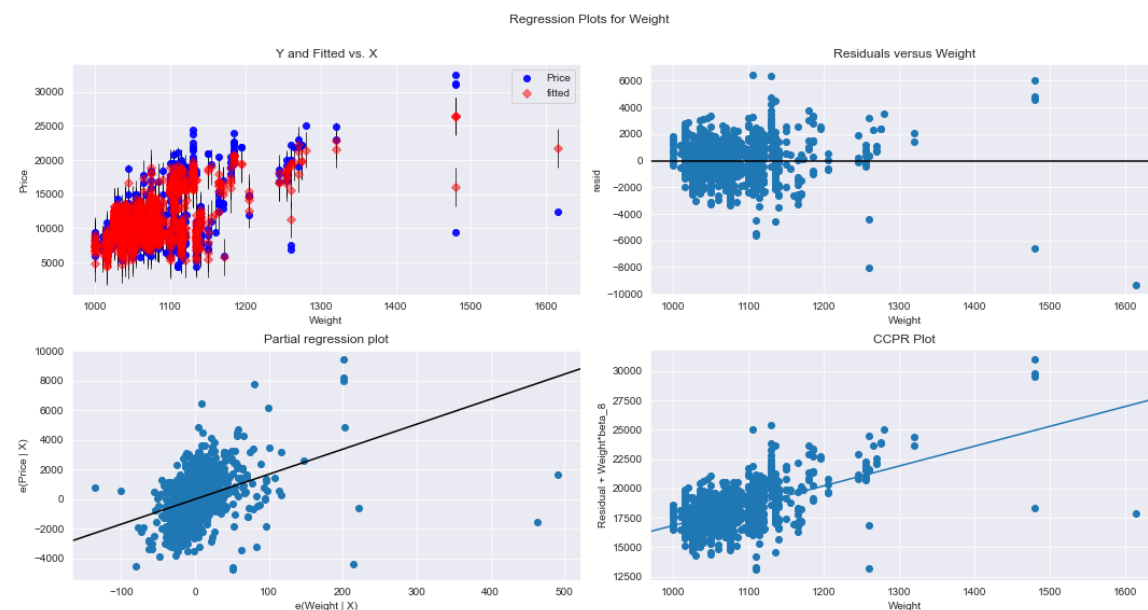 Regression Plots for Weight
Y and Fitted vs. X
Price
fitted
30000
25000
20000
15000
10000
5000
Price
1000 1100 1200 1300 1400 1500 1600
Weight
Residuals versus Weight
6000
4000
2000
0
−2000
−4000
−6000
−8000
−10000
resid
1000 1100 1200 1300 1400 1500 1600
Weight
Partial regression plot
10000
8000
6000
4000
2000
0
−2000
−4000
e(Price | X)
−100 0 100 200 300 400 500
e(Weight | X)
CCPR Plot
30000
27500
25000
22500
20000
17500
15000
12500
Residual + Weight*beta_8
1000 1100 1200 1300 1400 1500 1600
Weight